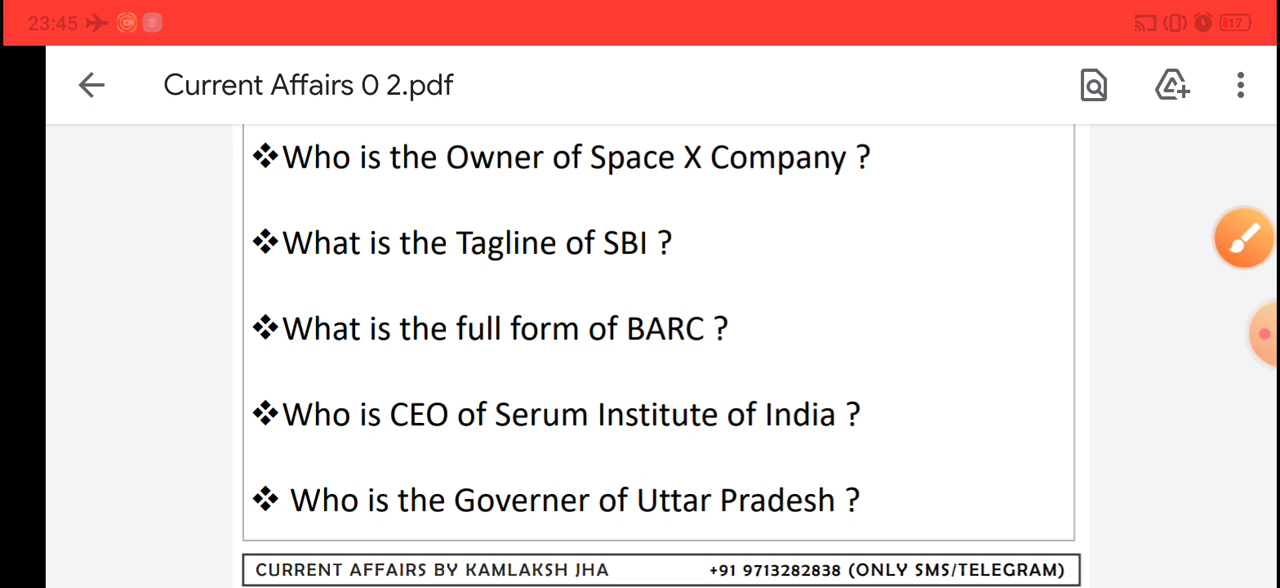 23:45
17
Current Affairs 0 2.pdf
❖Who is the Owner of Space X Company ?
❖What is the Tagline of SBI ?
❖What is the full form of BARC ?
❖Who is CEO of Serum Institute of India ?
❖ Who is the Governer of Uttar Pradesh ?
CURRENT AFFAIRS BY KAMLAKSH JHA +91 9713282838 (ONLY SMS/TELEGRAM)